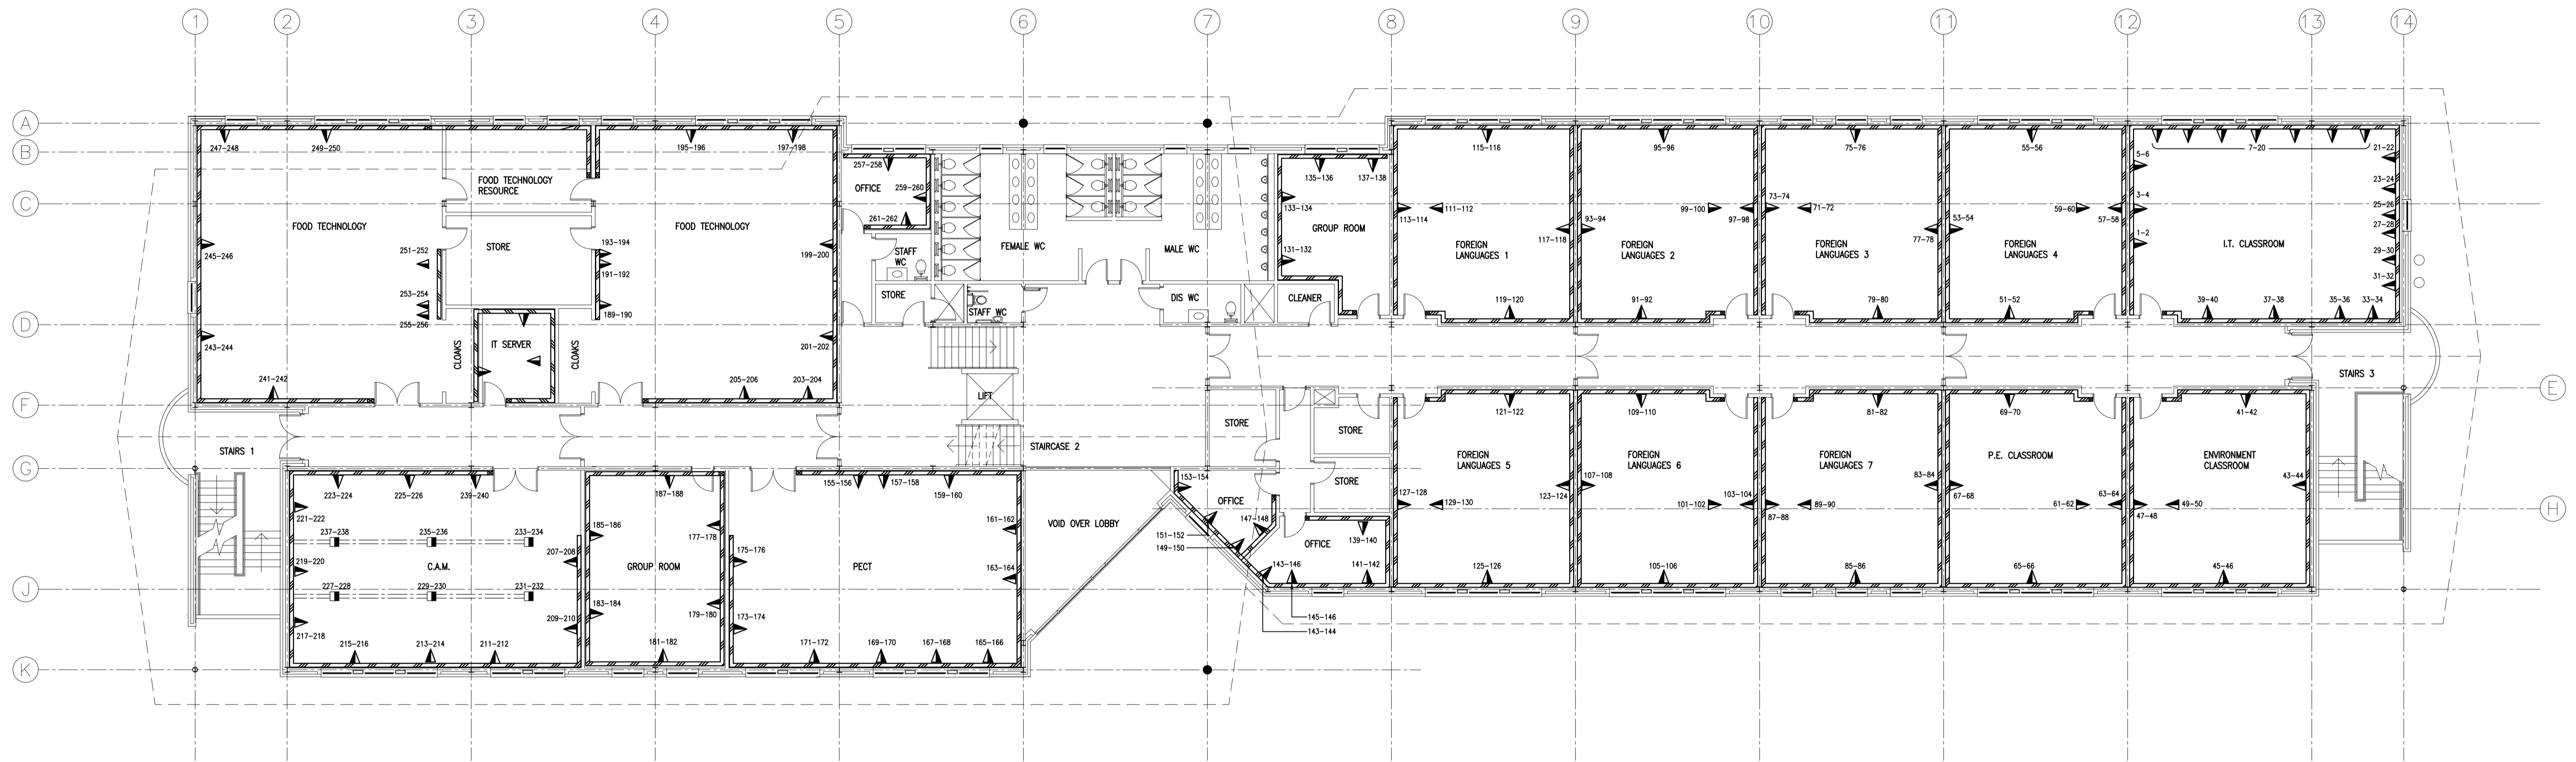 1 2 3 4 5 6 7 8 9 10 11 12 13 14
A
B
C
D
F
G
J
K
E
H
247-248
249-250
195-196
197-198
257-258
135-136
137-138
115-116
95-96
75-76
55-56
5-6
7-20
21-22
FOOD TECHNOLOGY
RESOURCE
OFFICE
259-260
23-24
3-4
133-134
73-74
113-114
111-112
99-100
97-98
71-72
59-60
57-58
25-26
261-262
FOOD TECHNOLOGY
FOOD TECHNOLOGY
GROUP ROOM
117-118
93-94
77-78
53-54
1-2
27-28
251-252
STORE
193-194
199-200
STAFF
WC
FEMALE WC
MALE WC
131-132
FOREIGN
LANGUAGES 1
FOREIGN
LANGUAGES 2
FOREIGN
LANGUAGES 3
FOREIGN
LANGUAGES 4
I.T. CLASSROOM
29-30
245-246
191-192
31-32
253-254
255-256
189-190
STORE
STAFF WC
DIS WC
CLEANER
119-120
91-92
79-80
51-52
39-40
37-38
35-36
33-34
243-244
CLOAKS
IT SERVER
CLOAKS
201-202
241-242
205-206
203-204
LIFT
STAIRS 3
STAIRS 1
STAIRCASE 2
STORE
STORE
121-122
109-110
81-82
69-70
41-42
223-224
225-226
239-240
187-188
155-156
157-158
159-160
153-154
OFFICE
STORE
FOREIGN
LANGUAGES 5
FOREIGN
LANGUAGES 6
FOREIGN
LANGUAGES 7
P.E. CLASSROOM
ENVIRONMENT
CLASSROOM
127-128
129-130
123-124
107-108
101-102
103-104
87-88
89-90
83-84
67-68
61-62
63-64
47-48
49-50
43-44
221-222
237-238
235-236
233-234
185-186
177-178
161-162
VOID OVER LOBBY
147-148
151-152
149-150
OFFICE
139-140
219-220
C.A.M.
207-208
GROUP ROOM
175-176
PECT
163-164
143-146
141-142
125-126
105-106
85-86
65-66
45-46
227-228
229-230
231-232
217-218
209-210
183-184
179-180
173-174
145-146
143-144
215-216
213-214
211-212
181-182
171-172
169-170
167-168
165-166